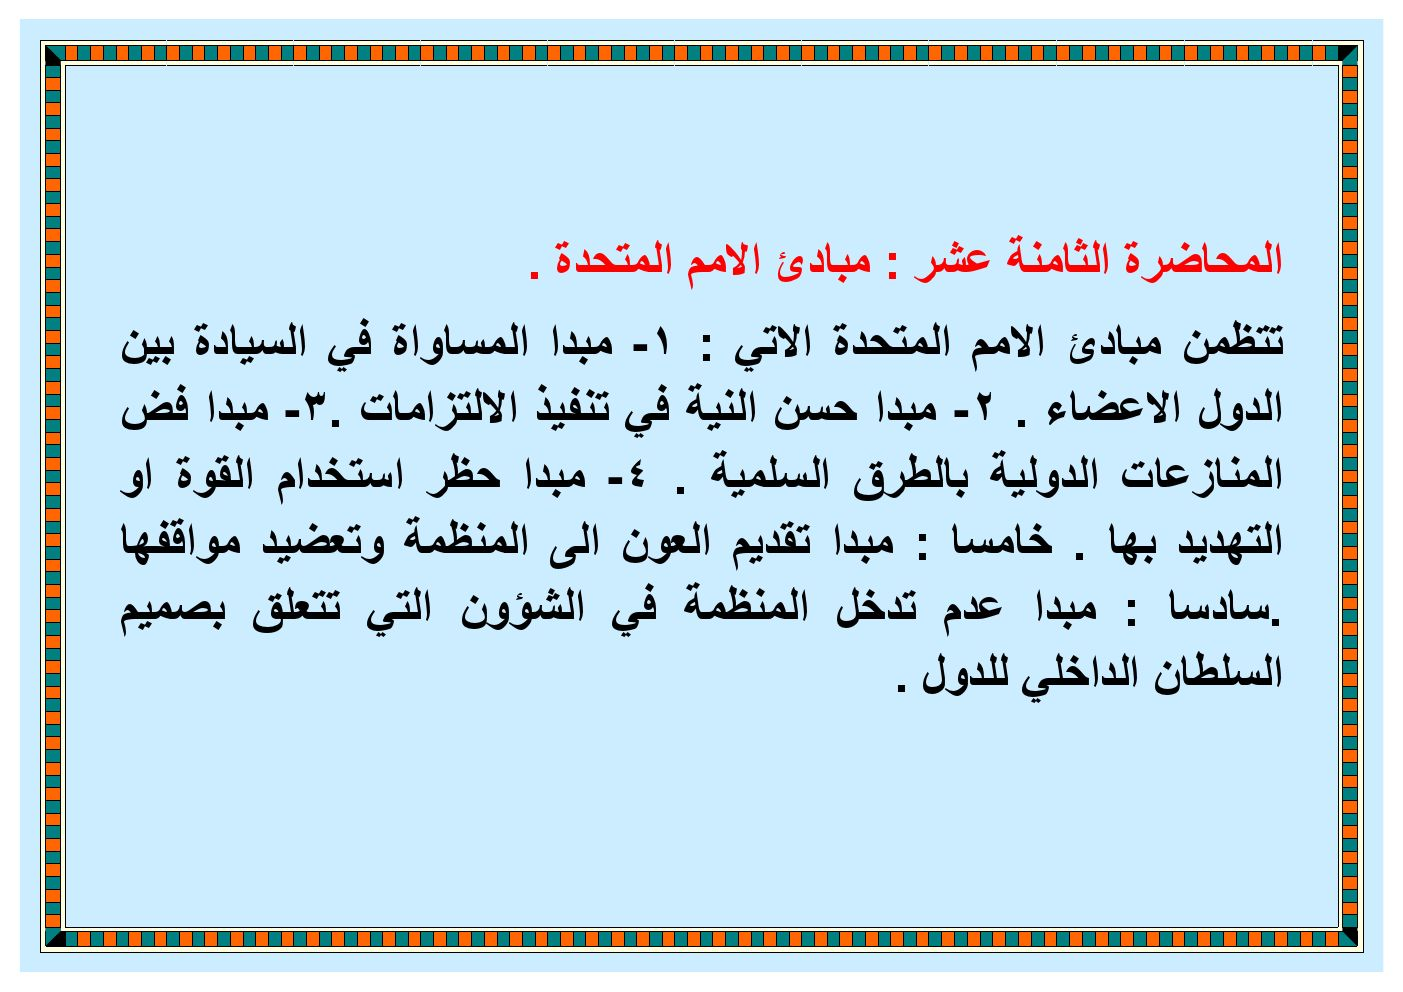 المحاضرة الثامنة عشر : مبادئ الامم المتحدة .
تتظمن مبادئ الامم المتحدة الاتي : ١- مبدا المساواة في السيادة بين
الدول الاعضاء . ٢- مبدا حسن النية في تنفيذ الالتزامات .٣- مبدا فض
المنازعات الدولية بالطرق السلمية . ٤- مبدا حظر استخدام القوة او
التهديد بها . خامسا : مبدا تقديم العون الى المنظمة وتعضيد مواقفها
.سادسا : مبدا عدم تدخل المنظمة في الشؤون التي تتعلق بصميم
السلطان الداخلي للدول .